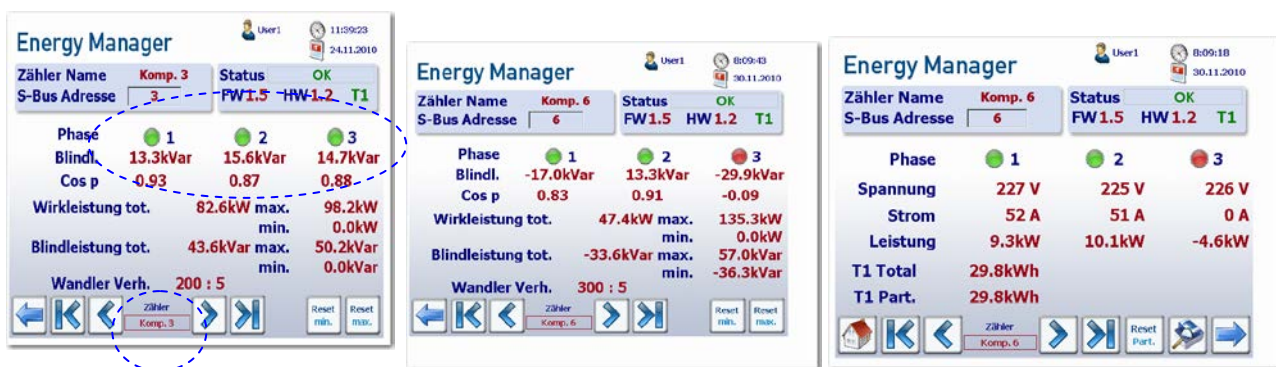 Energy Manager
User1
11:39:23
24.11.2010
Zähler Name Komp. 3 Status OK
S-Bus Adresse 3 FW1.5 HW1.2 T1
Phase 1 2 3
Blindl. 13.3kVar 15.6kVar 14.7kVar
Cos p 0.93 0.87 0.88
Wirkleistung tot. 82.6kW max. 98.2kW
min. 0.0kW
Blindleistung tot. 43.6kVar max. 50.2kVar
min. 0.0kVar
Wandler Verh. 200 : 5
Zähler
Komp. 3
Reset min.
Reset max.
Energy Manager
User1
8:09:43
30.11.2010
Zähler Name Komp. 6 Status OK
S-Bus Adresse 6 FW1.5 HW1.2 T1
Phase 1 2 3
Blindl. -17.0kVar 13.3kVar -29.9kVar
Cos p 0.83 0.91 -0.09
Wirkleistung tot. 47.4kW max. 135.3kW
min. 0.0kW
Blindleistung tot. -33.6kVar max. 57.0kVar
min. -36.3kVar
Wandler Verh. 300 : 5
Zähler
Komp. 6
Reset min.
Reset max.
Energy Manager
User1
8:09:18
30.11.2010
Zähler Name Komp. 6 Status OK
S-Bus Adresse 6 FW1.5 HW1.2 T1
Phase 1 2 3
Spannung 227 V 225 V 226 V
Strom 52 A 51 A 0 A
Leistung 9.3kW 10.1kW -4.6kW
T1 Total 29.8kWh
T1 Part. 29.8kWh
Zähler
Komp. 6
Reset Part.